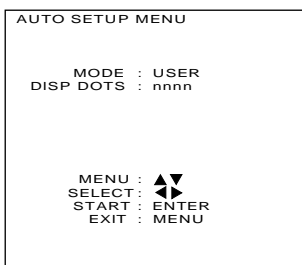 AUTO SETUP MENU
MODE : USER
DISP DOTS : nnnn
MENU : ▲▼
SELECT : ◀▶
START : ENTER
EXIT : MENU